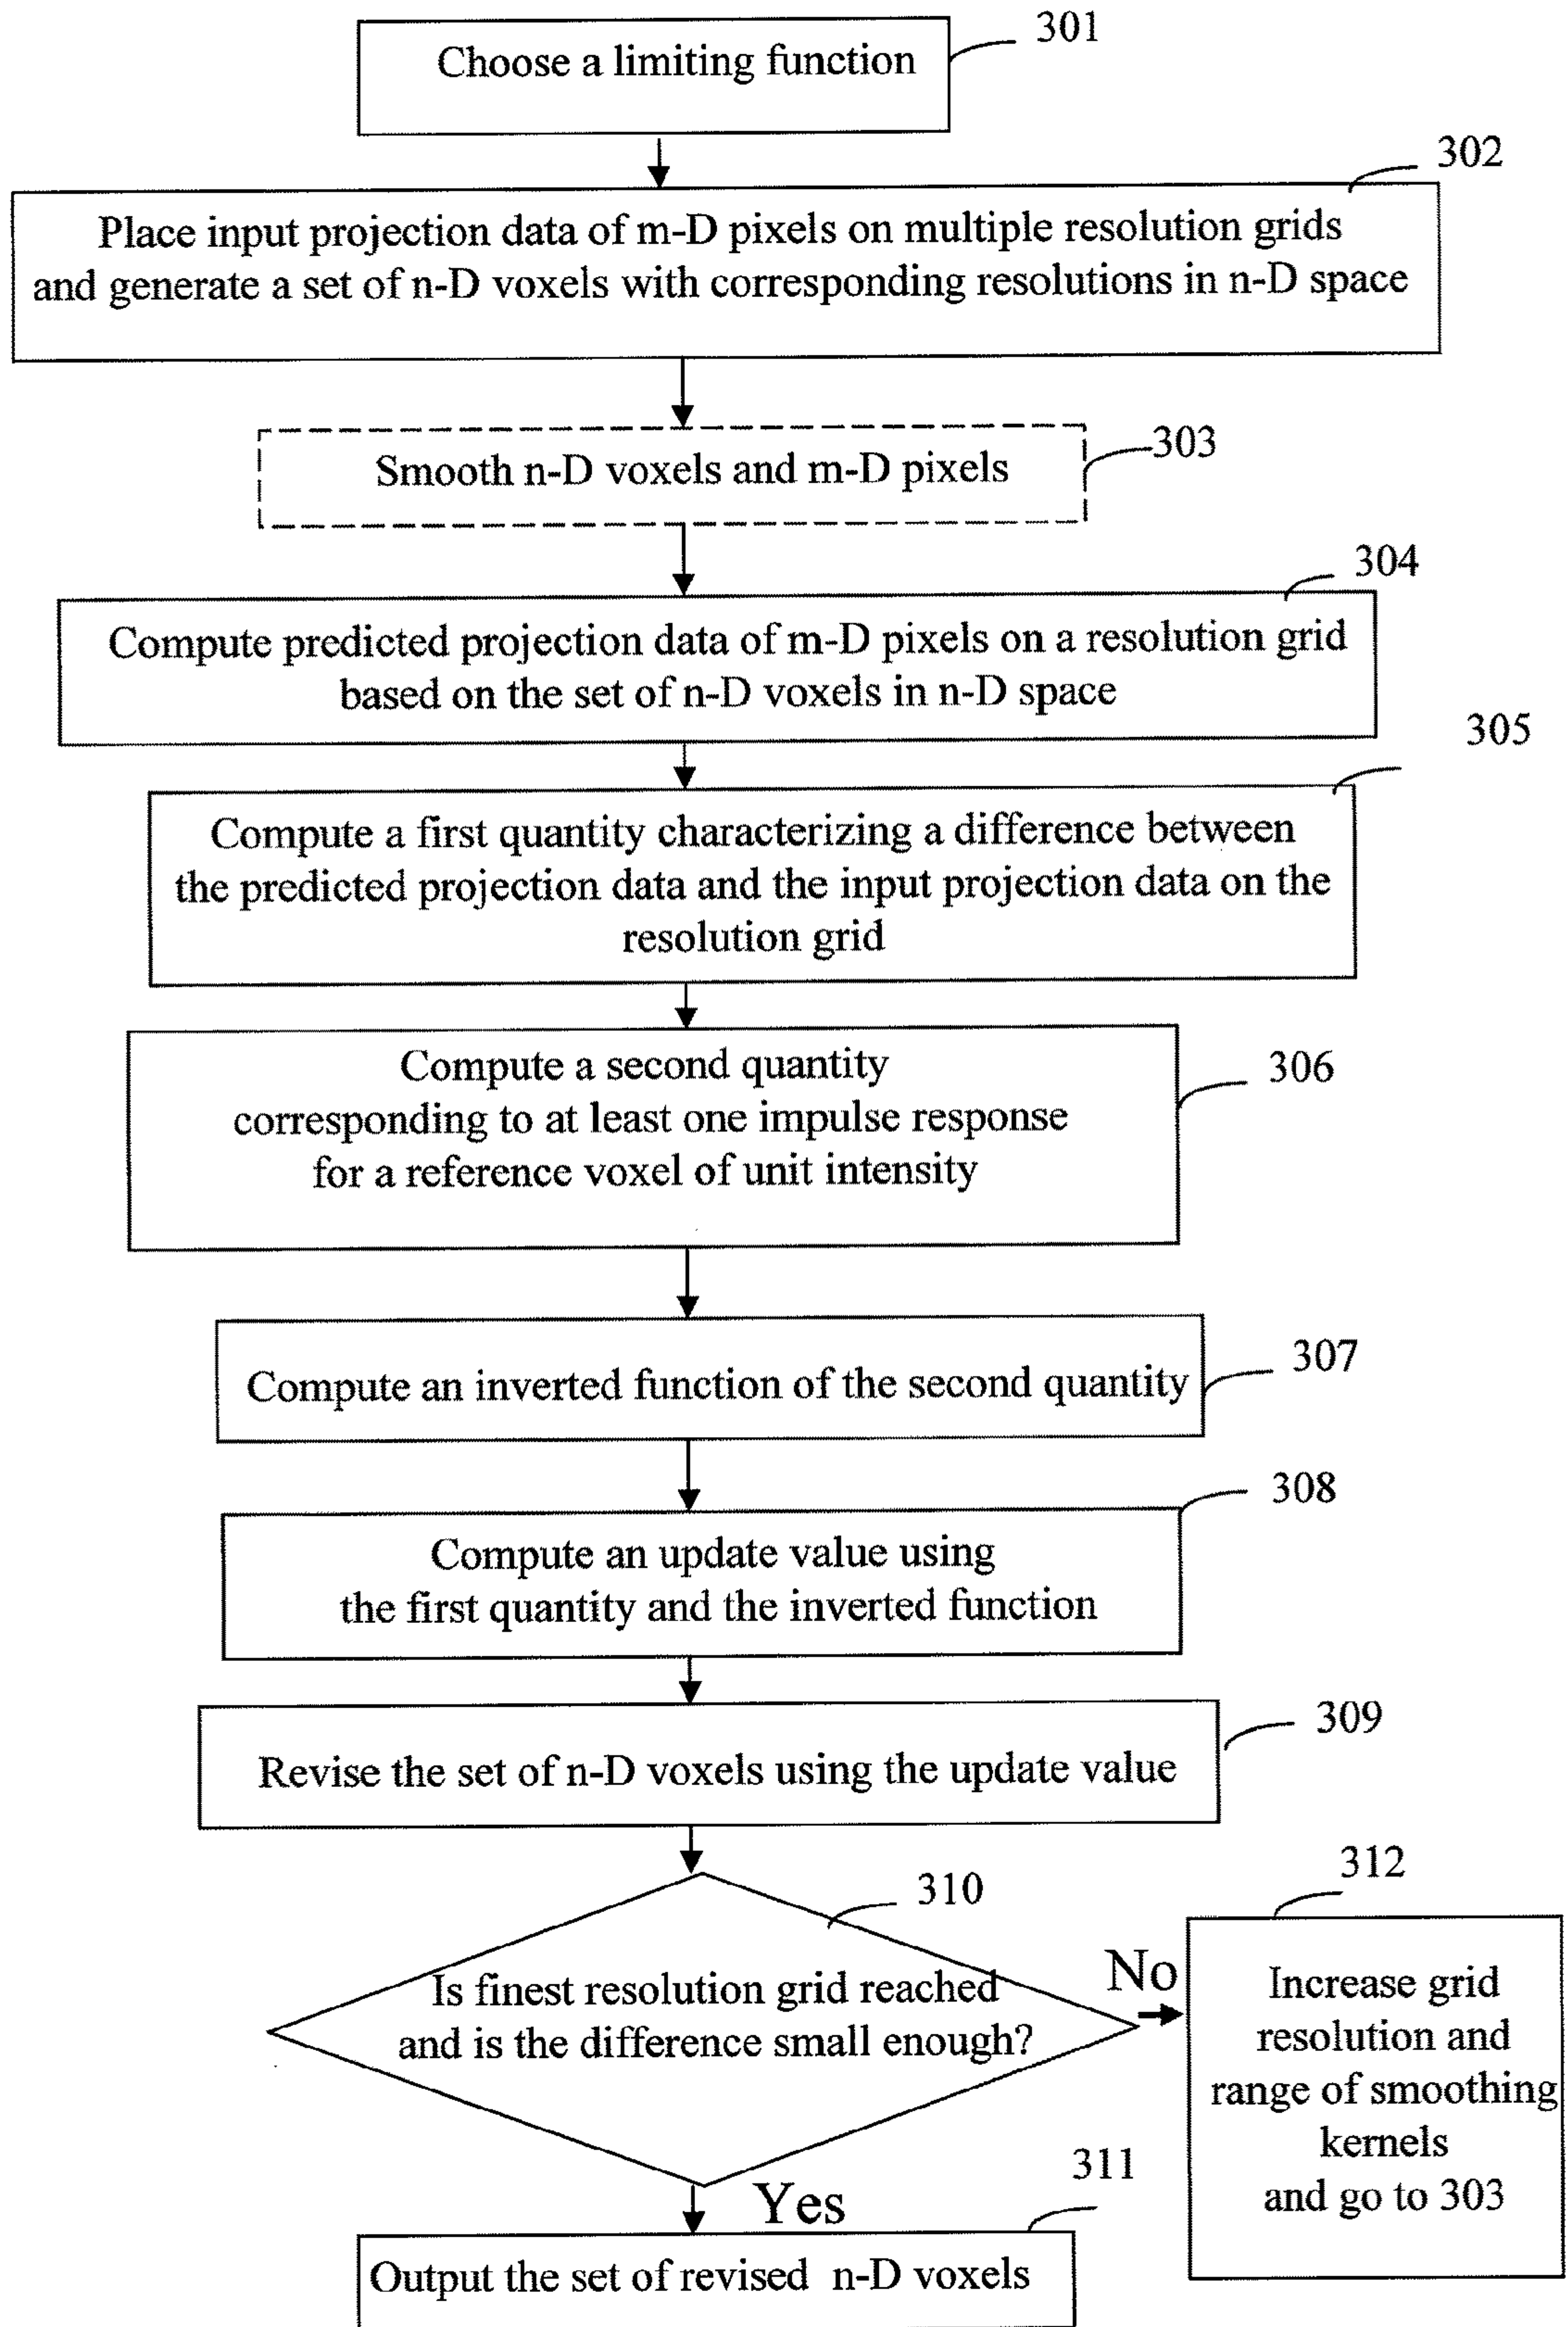 301
Choose a limiting function
302
Place input projection data of m-D pixels on multiple resolution grids
and generate a set of n-D voxels with corresponding resolutions in n-D space
303
Smooth n-D voxels and m-D pixels
304
Compute predicted projection data of m-D pixels on a resolution grid
based on the set of n-D voxels in n-D space
305
Compute a first quantity characterizing a difference between
the predicted projection data and the input projection data on the
resolution grid
306
Compute a second quantity
corresponding to at least one impulse response
for a reference voxel of unit intensity
307
Compute an inverted function of the second quantity
308
Compute an update value using
the first quantity and the inverted function
309
Revise the set of n-D voxels using the update value
310
Is finest resolution grid reached
and is the difference small enough?
No
312
Increase grid
resolution and
range of smoothing
kernels
and go to 303
Yes
311
Output the set of revised n-D voxels